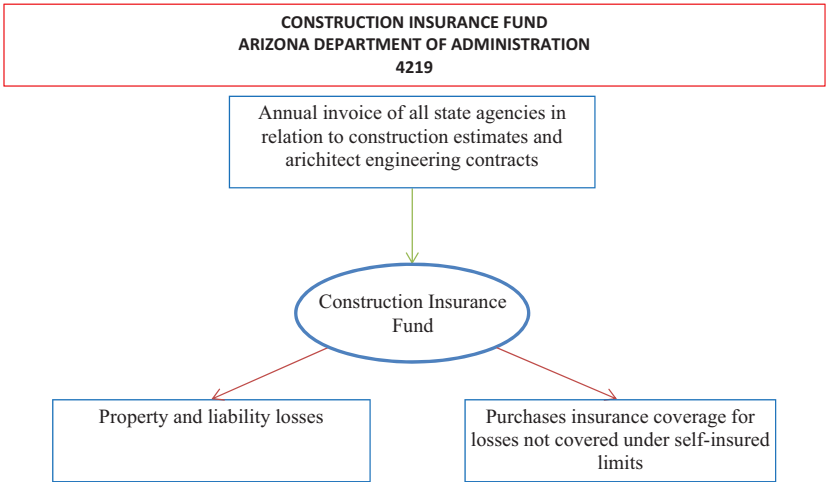 CONSTRUCTION INSURANCE FUND
ARIZONA DEPARTMENT OF ADMINISTRATION
4219
Annual invoice of all state agencies in
relation to construction estimates and
arichitect engineering contracts
Construction Insurance
Fund
Property and liability losses
Purchases insurance coverage for
losses not covered under self-insured
limits